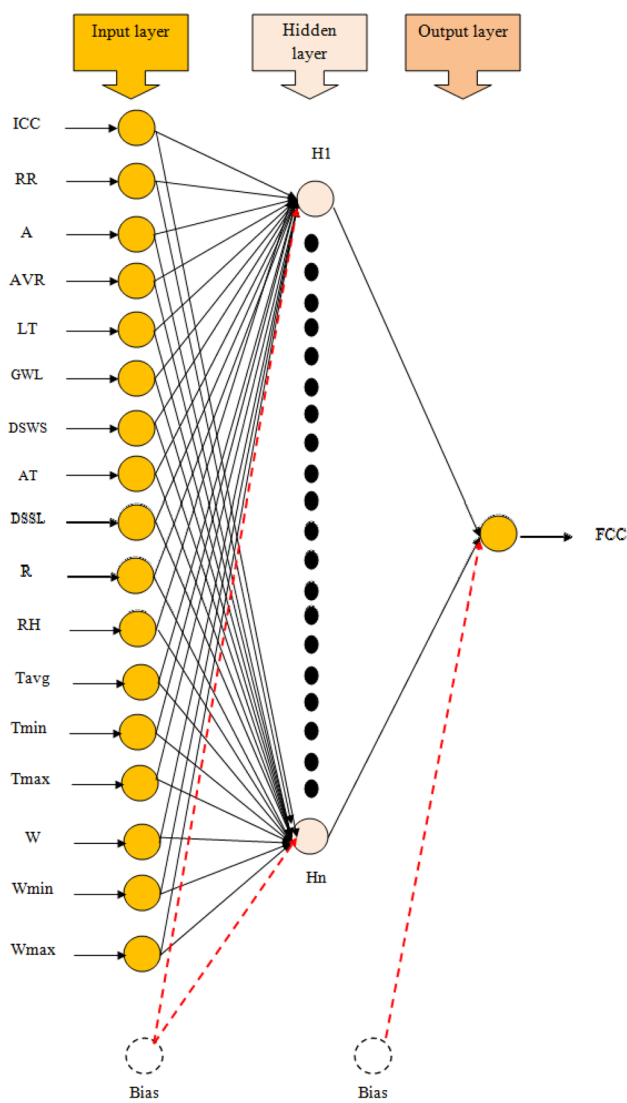 Input layer
Hidden
layer
Output layer
ICC
RR
A
AVR
LT
GWL
DSWS
AT
DSSL
R
RH
Tavg
Tmin
Tmax
W
Wmin
Wmax
H1
Hn
FCC
Bias
Bias